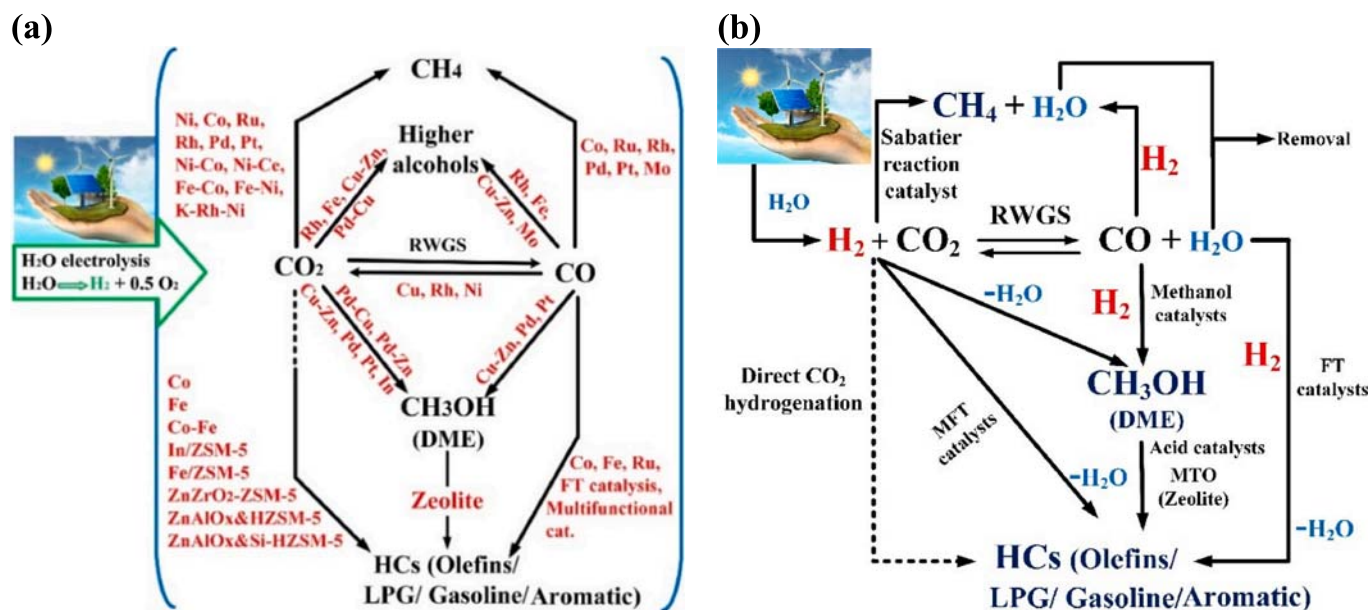 (a)
CH4
Ni, Co, Ru,
Rh, Pd, Pt,
Ni-Co, Ni-Ce,
Fe-Co, Fe-Ni,
K-Rh-Ni
Higher
alcohols
Co, Ru, Rh,
Pd, Pt, Mo
Rh, Fe, Cu-Zn,
Pd-Cu
Rh, Fe,
Cu-Zn, Mo
RWGS
CO₂
CO
Cu, Rh, Ni
H₂O electrolysis
H₂O ⟹ H₂ + 0.5 O₂
Pd-Cu, Pd-Zn
Cu-Zn, Pd, Pt, In
Cu-Zn, Pd, Pt
Co
Fe
Co-Fe
In/ZSM-5
Fe/ZSM-5
ZnZrO₂-ZSM-5
ZnAlOx&HZSM-5
ZnAlOx&Si-HZSM-5
CH3OH
(DME)
Zeolite
Co, Fe, Ru,
FT catalysis,
Multifunctional
cat.
HCs (Olefins/
LPG/ Gasoline/Aromatic)
(b)
CH₄ + H₂O
Removal
Sabatier
reaction
catalyst
H₂
H₂O
RWGS
H₂ + CO₂
CO + H₂O
-H₂O
H₂
Methanol
catalysts
H₂
FT
catalysts
Direct CO₂
hydrogenation
MFT
catalysts
CH₃OH
(DME)
Acid catalysts
MTO
(Zeolite)
-H₂O
-H₂O
HCs (Olefins/
LPG/ Gasoline/Aromatic)